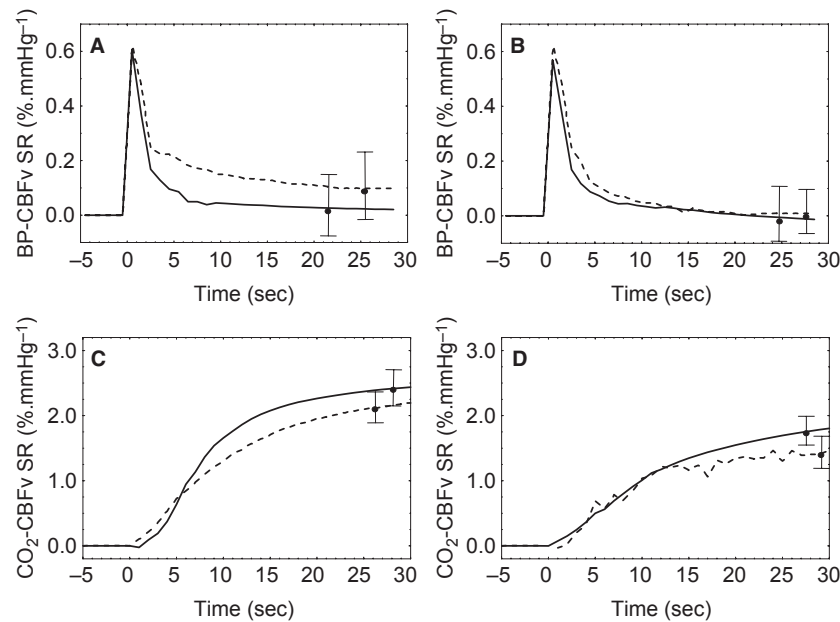 A
BP-CBFv SR (%.mmHg⁻¹)
0.6
0.4
0.2
0.0
–5 0 5 10 15 20 25 30
Time (sec)
B
BP-CBFv SR (%.mmHg⁻¹)
0.6
0.4
0.2
0.0
–5 0 5 10 15 20 25 30
Time (sec)
C
CO₂-CBFv SR (%.mmHg⁻¹)
3.0
2.0
1.0
0.0
–5 0 5 10 15 20 25 30
Time (sec)
D
CO₂-CBFv SR (%.mmHg⁻¹)
3.0
2.0
1.0
0.0
–5 0 5 10 15 20 25 30
Time (sec)